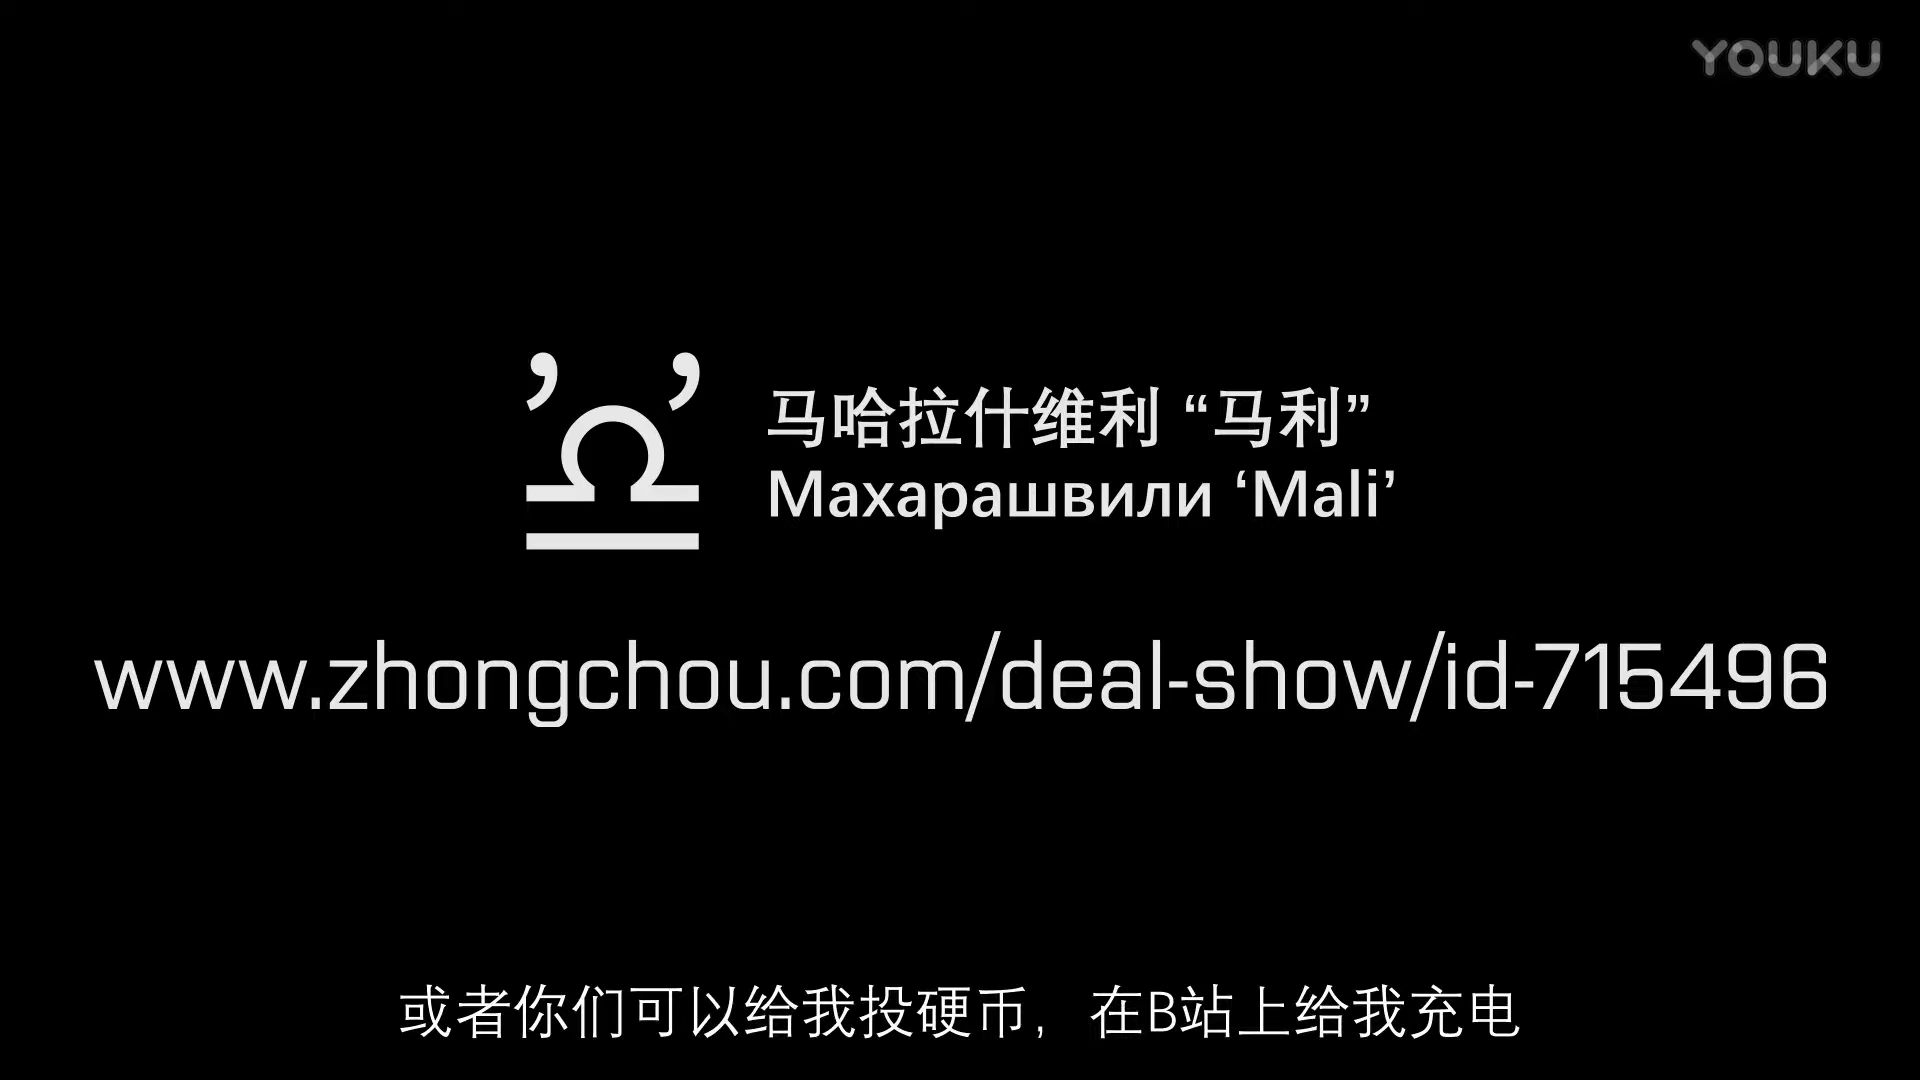 YOUKU
马哈拉什维利 “马利”
Махарашвили ‘Mali’
www.zhongchou.com/deal-show/id-715496
或者你们可以给我投硬币，在B站上给我充电